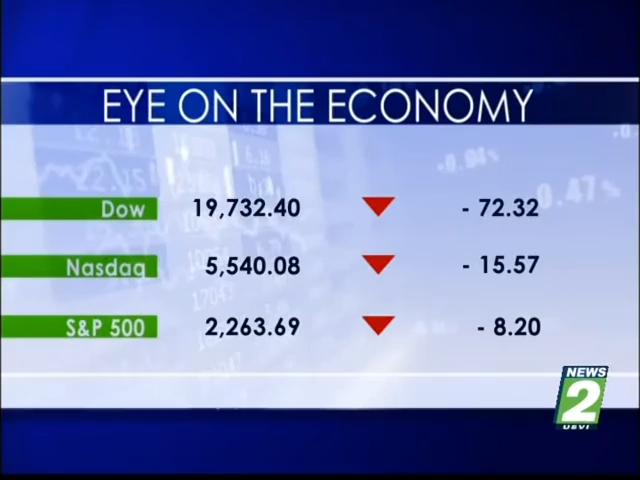 EYE ON THE ECONOMY
Dow 19,732.40 - 72.32
Nasdaq 5,540.08 - 15.57
S&P 500 2,263.69 - 8.20
NEWS
2
USVI